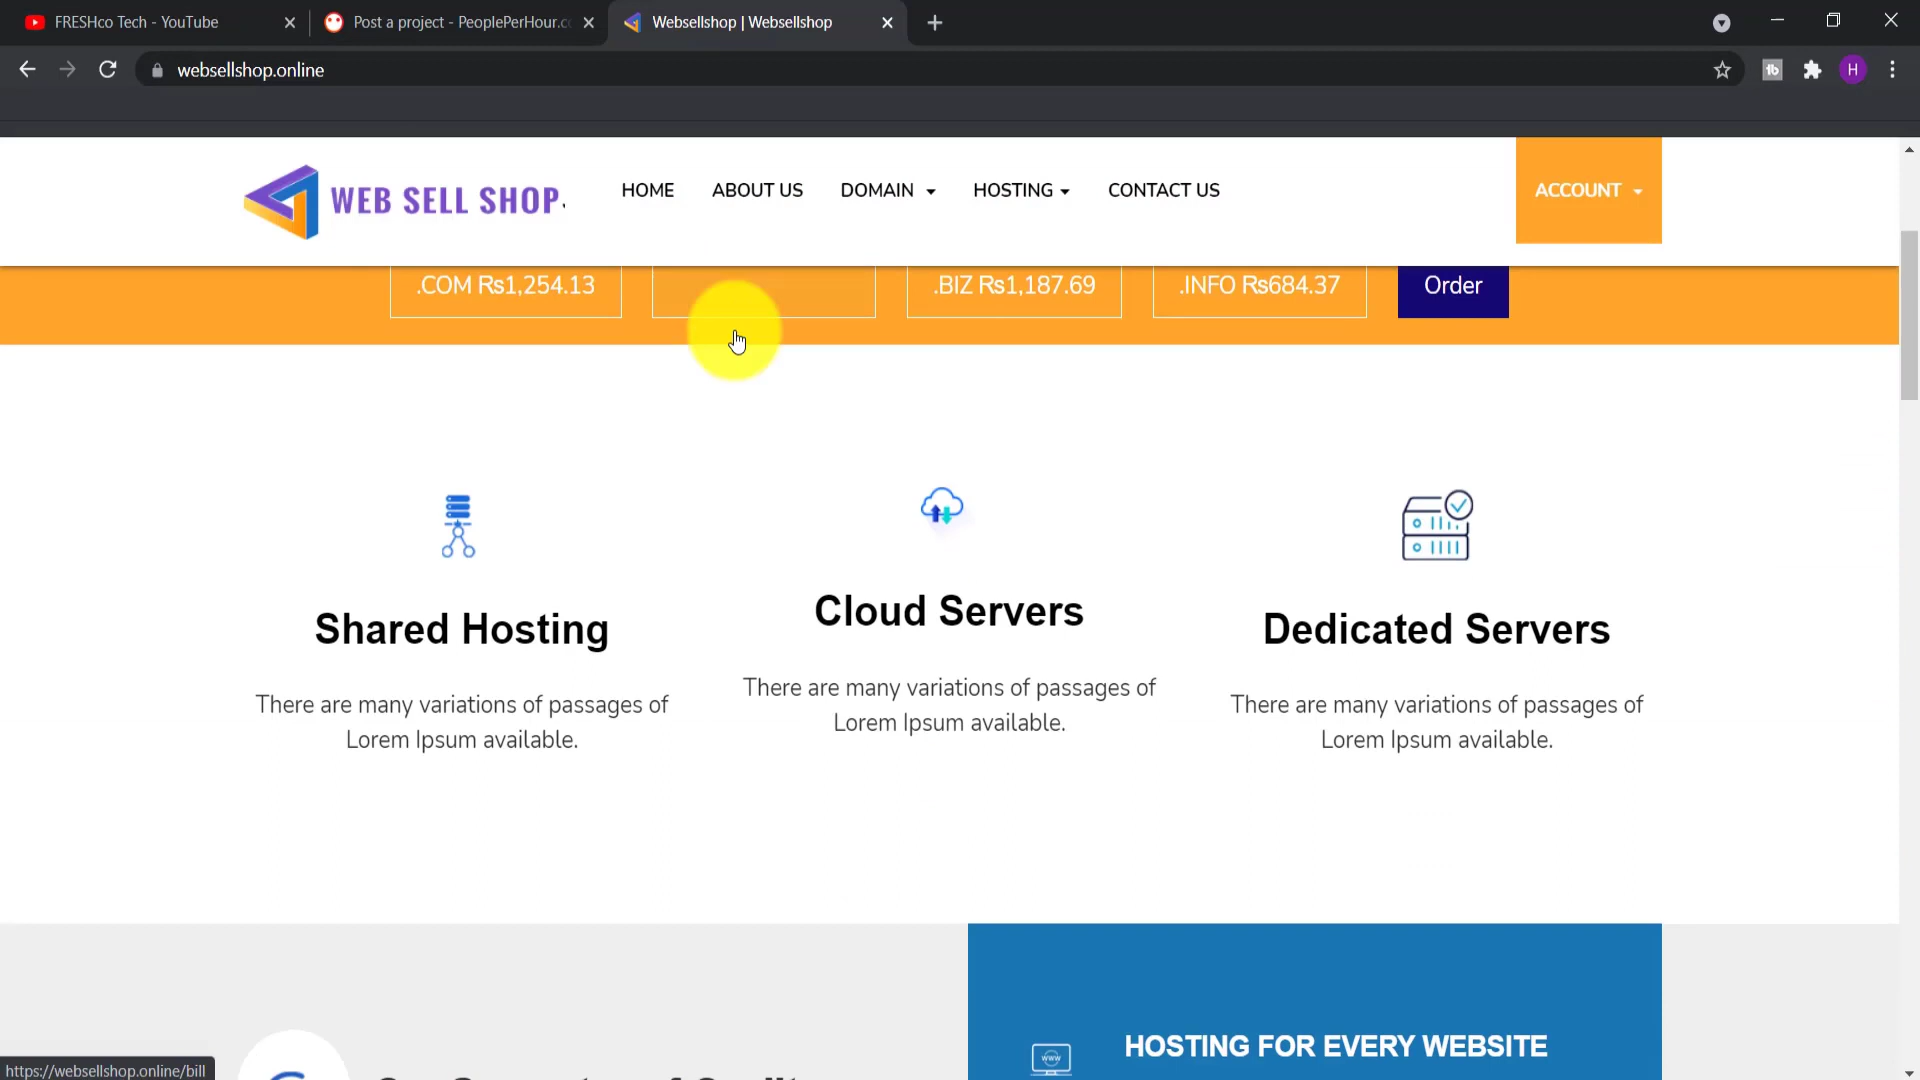 FRESHco Tech - YouTube
Post a project - PeoplePerHour.c
Websellshop | Websellshop
websellshop.online
tb
H
WEB SELL SHOP.
HOME
ABOUT US
DOMAIN
HOSTING
CONTACT US
ACCOUNT
.COM Rs1,254.13
.BIZ Rs1,187.69
.INFO Rs684.37
Order
Shared Hosting
There are many variations of passages of
Lorem Ipsum available.
Cloud Servers
There are many variations of passages of
Lorem Ipsum available.
Dedicated Servers
There are many variations of passages of
Lorem Ipsum available.
www
HOSTING FOR EVERY WEBSITE
https://websellshop.online/bill